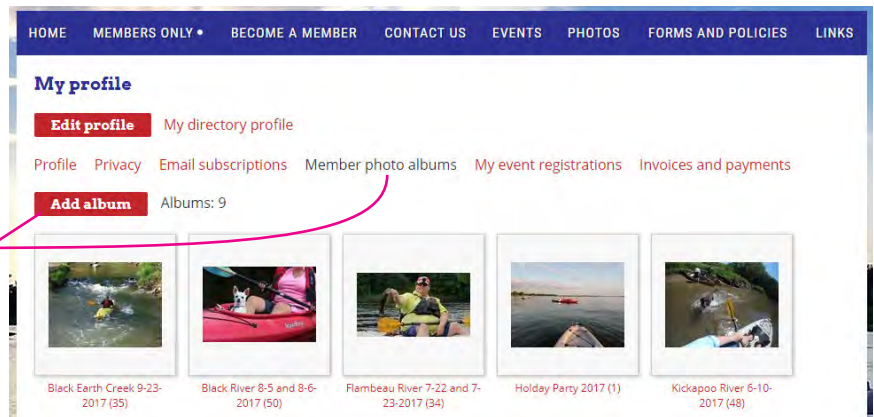 HOME MEMBERS ONLY • BECOME A MEMBER CONTACT US EVENTS PHOTOS FORMS AND POLICIES LINKS
My profile
Edit profile My directory profile
Profile Privacy Email subscriptions Member photo albums My event registrations Invoices and payments
Add album Albums: 9
Black Earth Creek 9-23-
2017 (35)
Black River 8-5 and 8-6-
2017 (50)
Flambeau River 7-22 and 7-
23-2017 (34)
Holday Party 2017 (1)
Kickapoo River 6-10-
2017 (48)